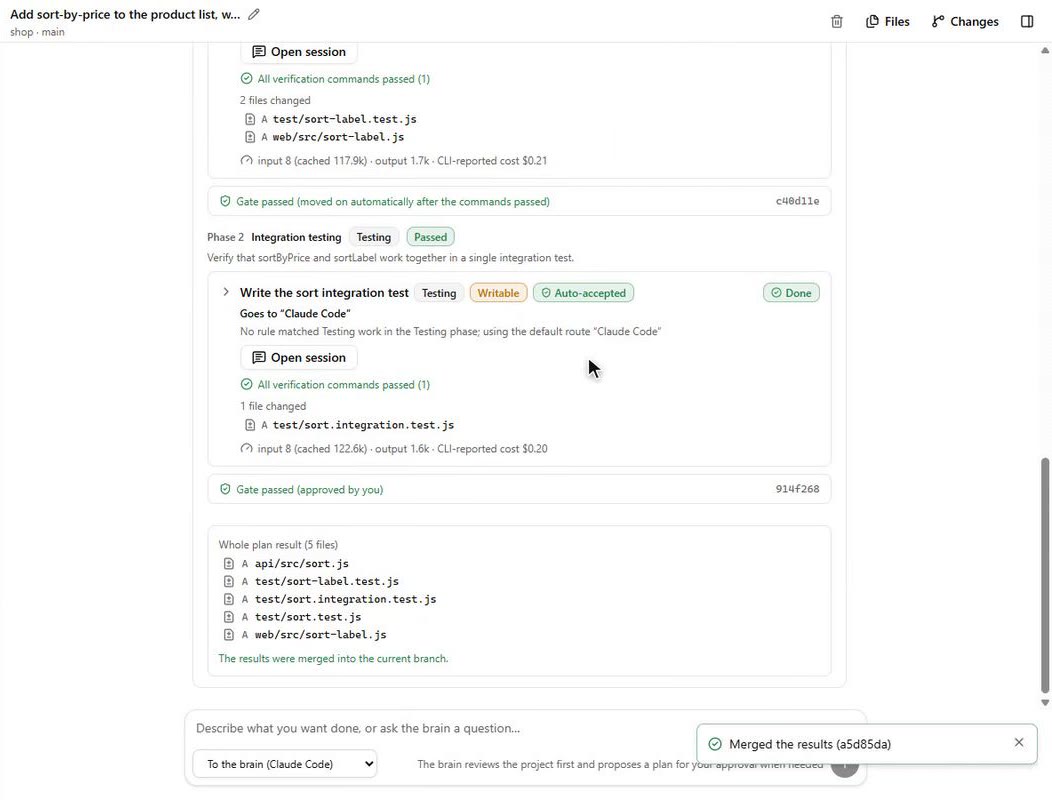 Add sort-by-price to the product list, w...
shop · main
Files
Changes
Open session
All verification commands passed (1)
2 files changed
A test/sort-label.test.js
A web/src/sort-label.js
input 8 (cached 117.9k) · output 1.7k · CLI-reported cost $0.21
Gate passed (moved on automatically after the commands passed)
c40d11e
Phase 2 Integration testing Testing Passed
Verify that sortByPrice and sortLabel work together in a single integration test.
Write the sort integration test Testing Writable Auto-accepted Done
Goes to “Claude Code”
No rule matched Testing work in the Testing phase; using the default route “Claude Code”
Open session
All verification commands passed (1)
1 file changed
A test/sort.integration.test.js
input 8 (cached 122.6k) · output 1.6k · CLI-reported cost $0.20
Gate passed (approved by you)
914f268
Whole plan result (5 files)
A api/src/sort.js
A test/sort-label.test.js
A test/sort.integration.test.js
A test/sort.test.js
A web/src/sort-label.js
The results were merged into the current branch.
Describe what you want done, or ask the brain a question...
Merged the results (a5d85da)
To the brain (Claude Code)
The brain reviews the project first and proposes a plan for your approval when needed